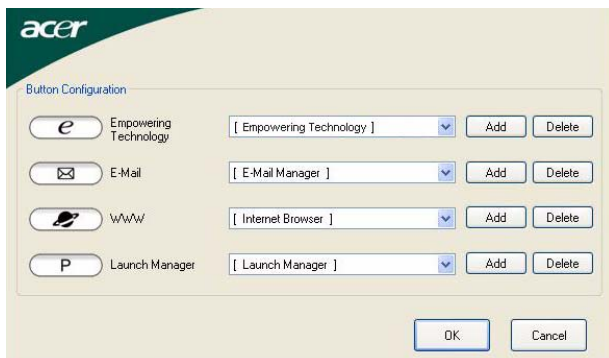 acer
Button Configuration
e Empowering Technology [ Empowering Technology ] Add Delete
E-Mail [ E-Mail Manager ] Add Delete
WWW [ Internet Browser ] Add Delete
P Launch Manager [ Launch Manager ] Add Delete
OK Cancel